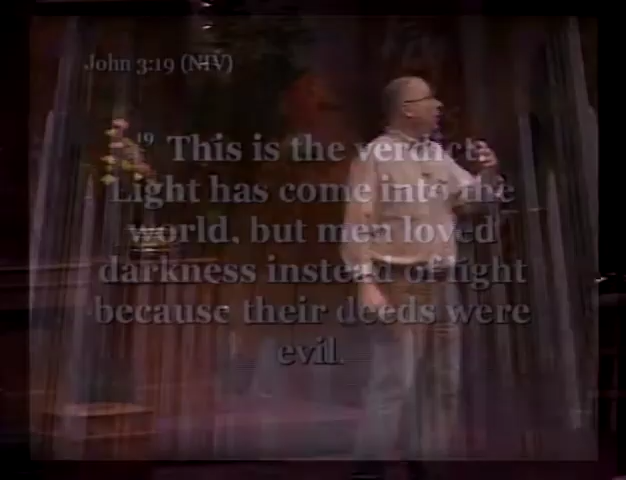 John 3:19 (NIV)
19 This is the verdict:
Light has come into the
world, but men loved
darkness instead of light
because their deeds were
evil.